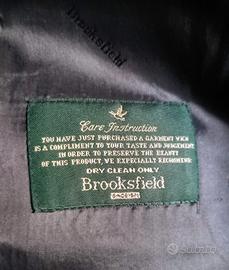 Brooksfield
Care Instruction
YOU HAVE JUST PURCHASED A GARMENT WICH
IS A COMPLIMENT TO YOUR TASTE AND JUDGEMENT
IN ORDER TO PRESERVE THE BEAUTY
OF THIS PRODUCT, WE ESPECIALLY RECOMMEND:
DRY CLEAN ONLY
Brooksfield